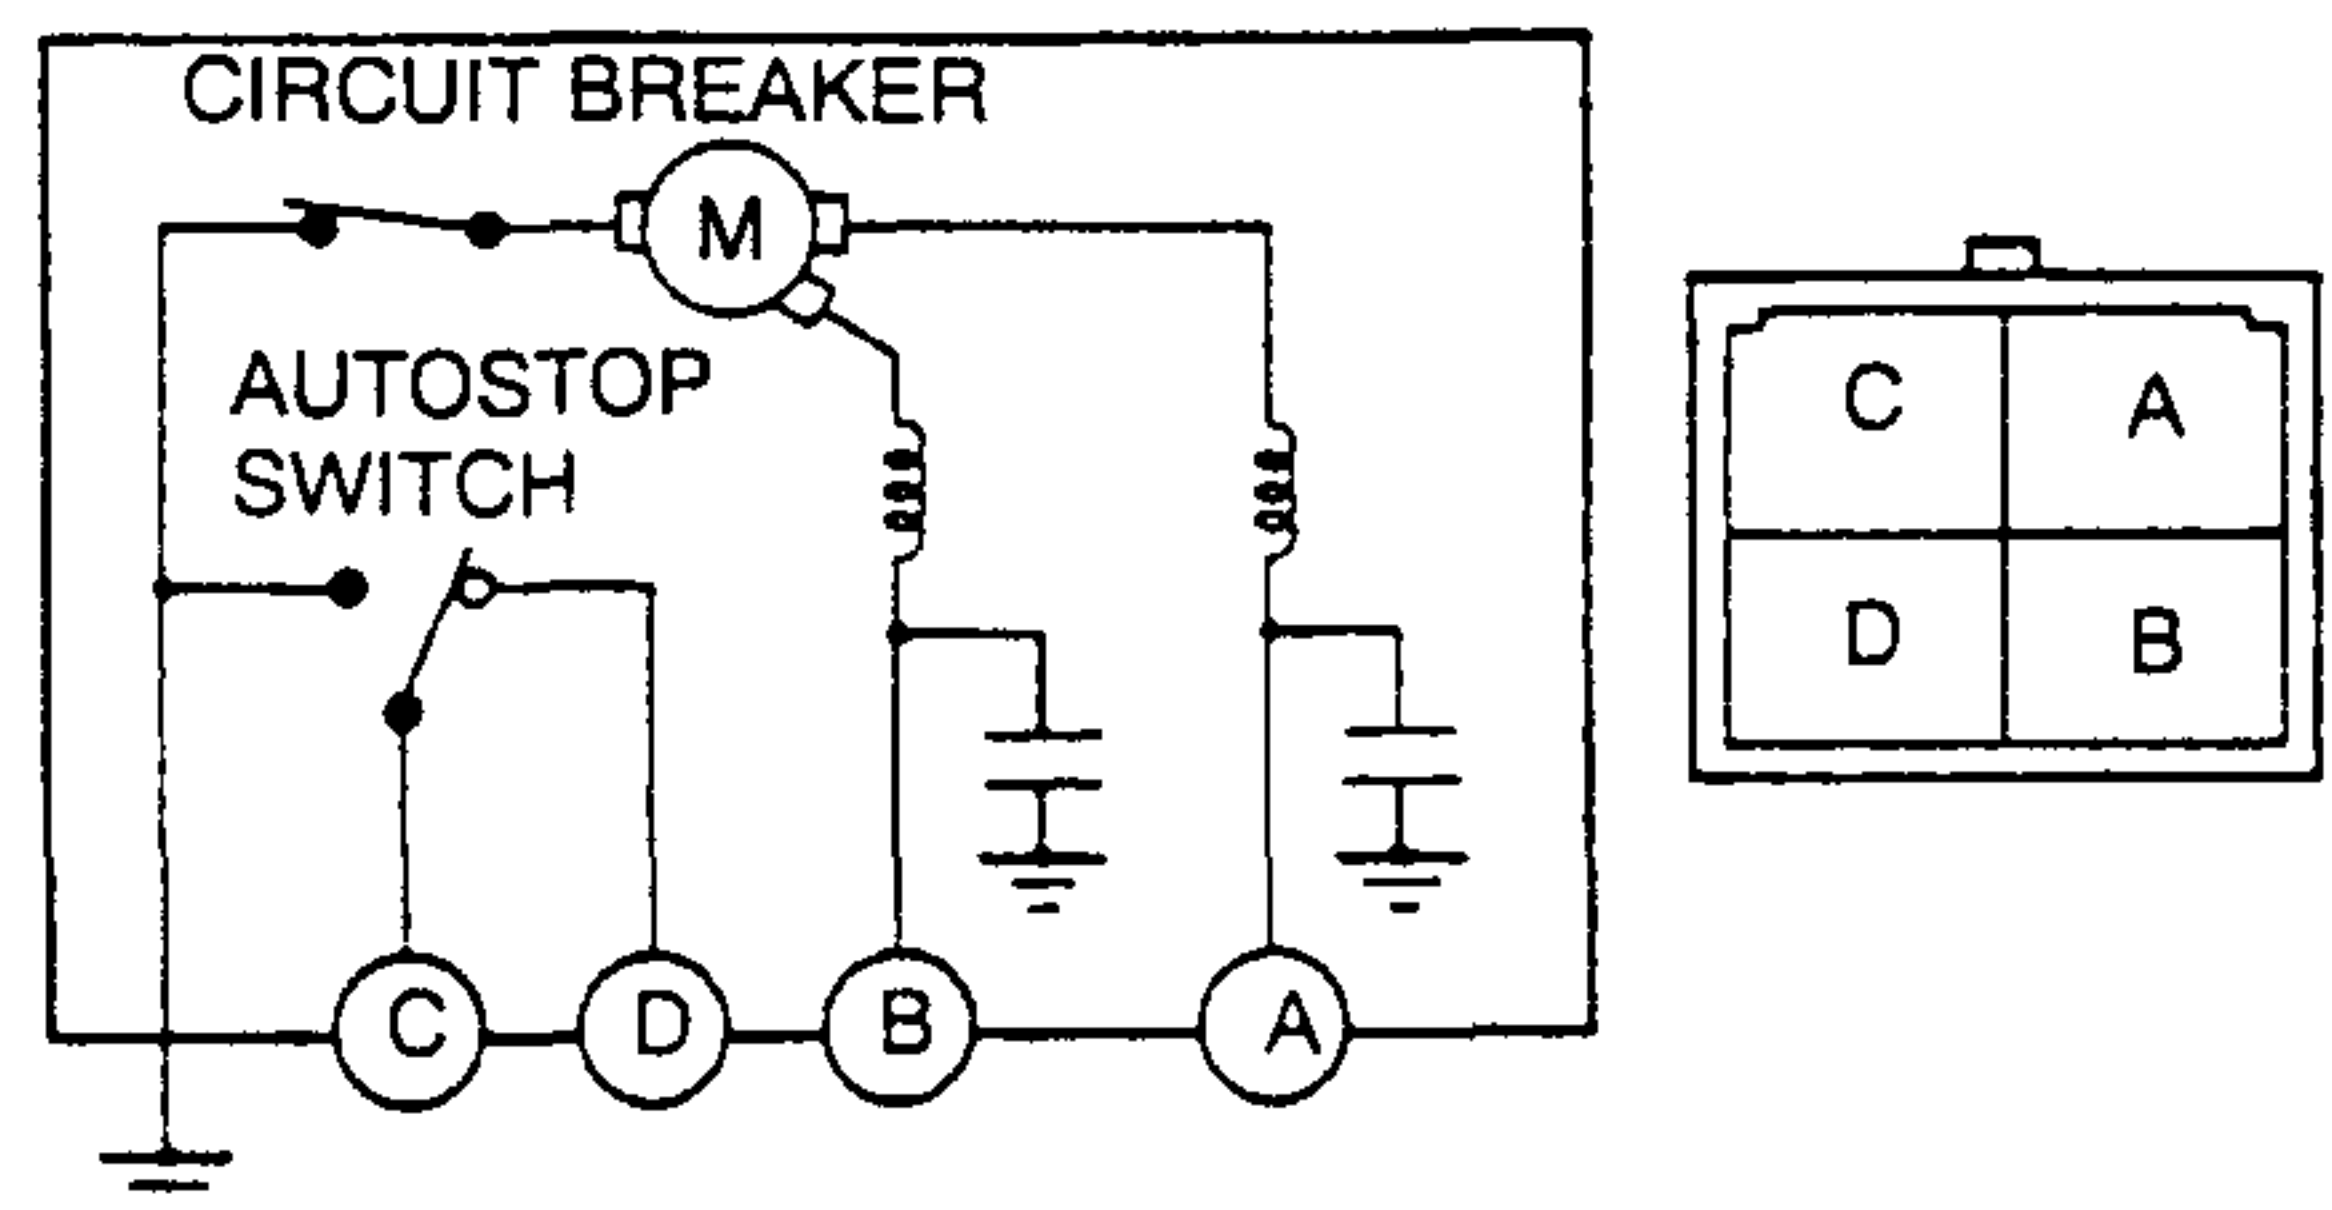 CIRCUIT BREAKER
M
AUTOSTOP
SWITCH
C D B A
C A
D B